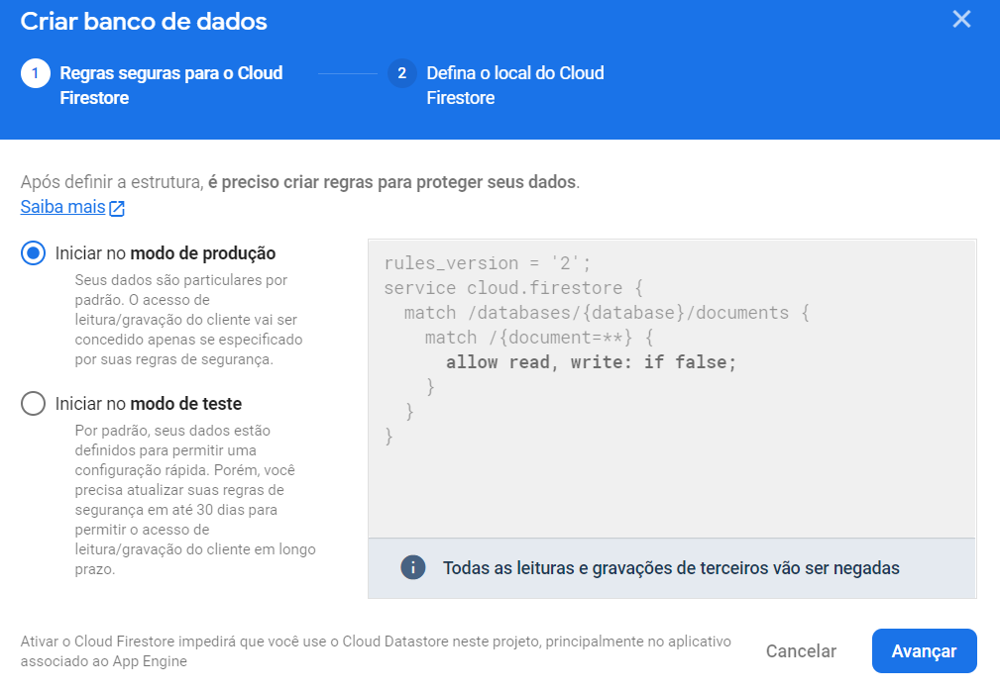 Criar banco de dados
1 Regras seguras para o Cloud
Firestore
2 Defina o local do Cloud
Firestore
Após definir a estrutura, é preciso criar regras para proteger seus dados.
Saiba mais
Iniciar no modo de produção
Seus dados são particulares por
padrão. O acesso de
leitura/gravação do cliente vai ser
concedido apenas se especificado
por suas regras de segurança.
Iniciar no modo de teste
Por padrão, seus dados estão
definidos para permitir uma
configuração rápida. Porém, você
precisa atualizar suas regras de
segurança em até 30 dias para
permitir o acesso de
leitura/gravação do cliente em longo
prazo.
rules_version = '2';
service cloud.firestore {
  match /databases/{database}/documents {
    match /{document=**} {
      allow read, write: if false;
    }
  }
}
Todas as leituras e gravações de terceiros vão ser negadas
Ativar o Cloud Firestore impedirá que você use o Cloud Datastore neste projeto, principalmente no aplicativo
associado ao App Engine
Cancelar
Avançar